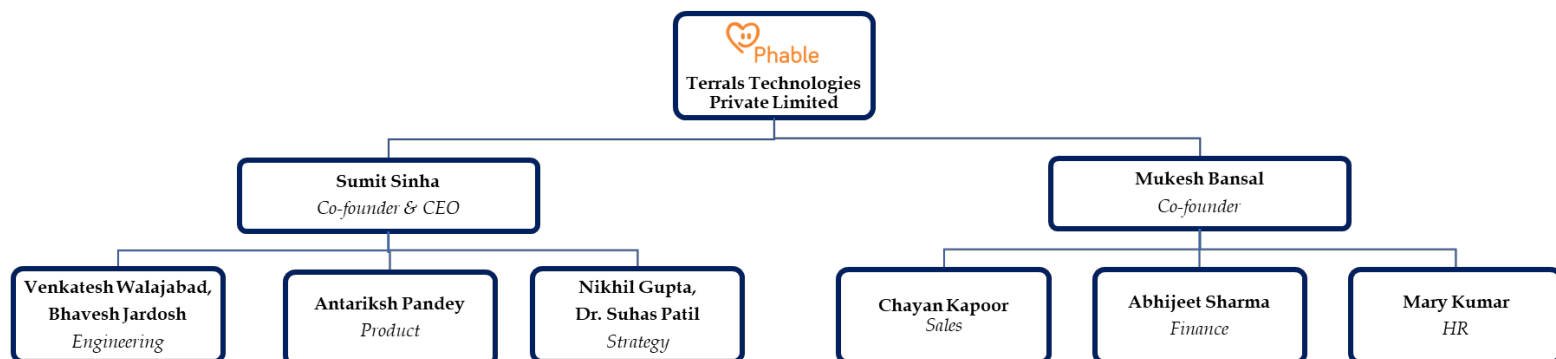 Phable
Terrals Technologies
Private Limited
Sumit Sinha
Co-founder & CEO
Mukesh Bansal
Co-founder
Venkatesh Walajabad,
Bhavesh Jardosh
Engineering
Antariksh Pandey
Product
Nikhil Gupta,
Dr. Suhas Patil
Strategy
Chayan Kapoor
Sales
Abhijeet Sharma
Finance
Mary Kumar
HR